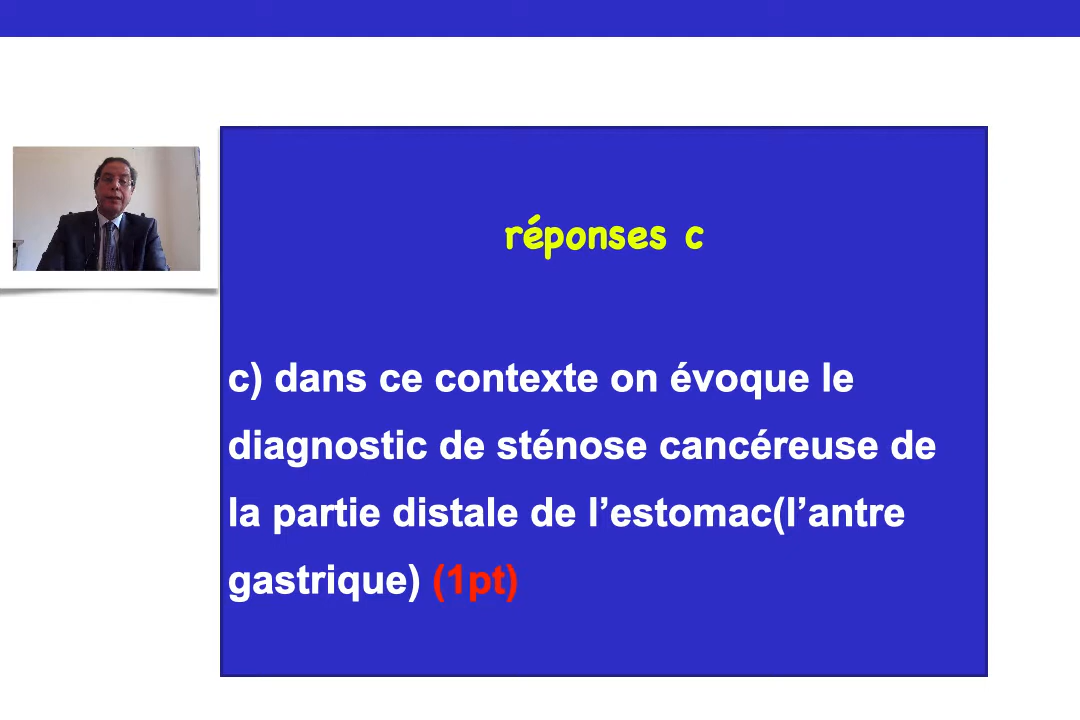 réponses c
c) dans ce contexte on évoque le
diagnostic de sténose cancéreuse de
la partie distale de l’estomac(l’antre
gastrique) (1pt)